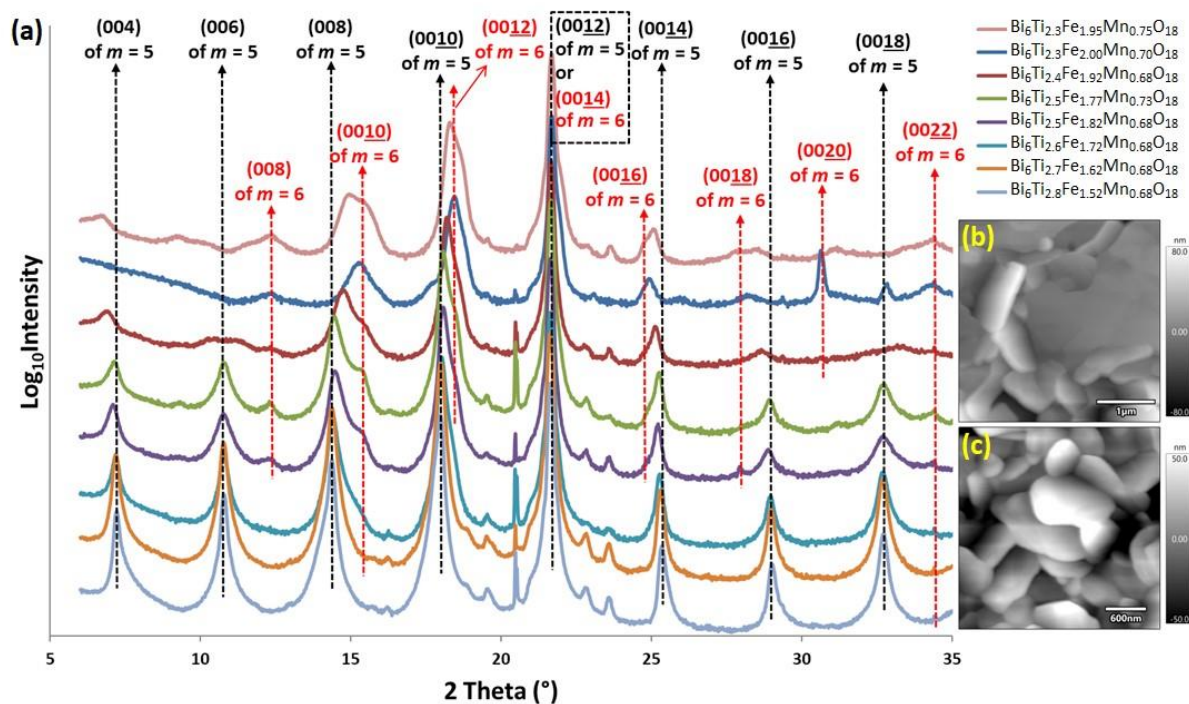 (a)
(004)
of m = 5
(006)
of m = 5
(008)
of m = 5
(0010)
of m = 5
(0012)
of m = 6
(0012)
of m = 5
or
(0014)
of m = 6
(0014)
of m = 5
(0016)
of m = 5
(0018)
of m = 5
(008)
of m = 6
(0010)
of m = 6
(0016)
of m = 6
(0018)
of m = 6
(0020)
of m = 6
(0022)
of m = 6
Bi₆Ti₂.₃Fe₁.₉₅Mn₀.₇₅O₁₈
Bi₆Ti₂.₃Fe₂.₀₀Mn₀.₇₀O₁₈
Bi₆Ti₂.₄Fe₁.₉₂Mn₀.₆₈O₁₈
Bi₆Ti₂.₅Fe₁.₇₇Mn₀.₇₃O₁₈
Bi₆Ti₂.₅Fe₁.₈₂Mn₀.₆₈O₁₈
Bi₆Ti₂.₆Fe₁.₇₂Mn₀.₆₈O₁₈
Bi₆Ti₂.₇Fe₁.₆₂Mn₀.₆₈O₁₈
Bi₆Ti₂.₈Fe₁.₅₂Mn₀.₆₈O₁₈
Log₁₀Intensity
5 10 15 20 25 30 35
2 Theta (°)
(b)
1µm
nm
80.0
0.00
-80.0
(c)
600nm
nm
50.0
0.00
-50.0